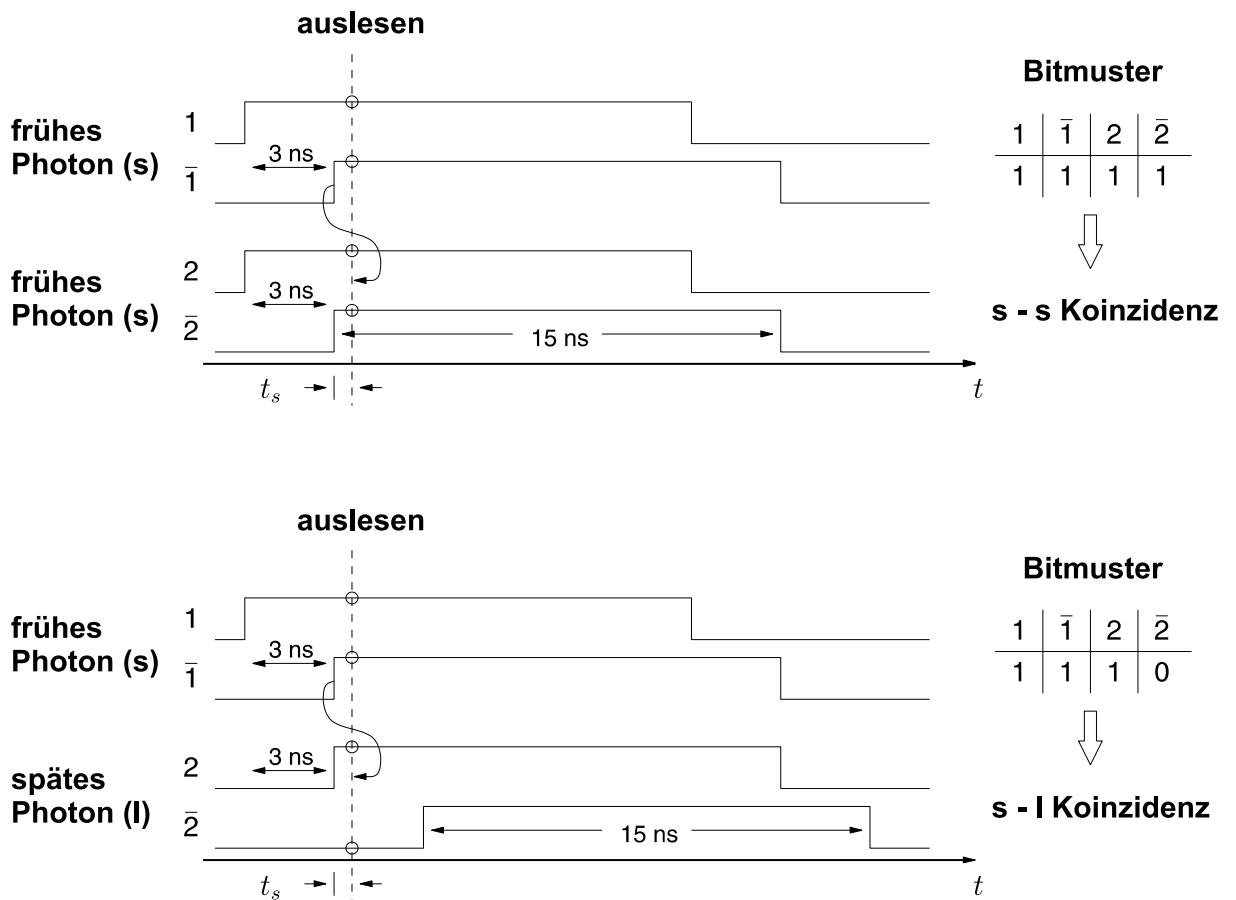 auslesen
Bitmuster
frühes
Photon (s)
1
3 ns
1̄
1 1̄ 2 2̄
1 1 1 1
frühes
Photon (s)
2
3 ns
2̄
15 ns
s - s Koinzidenz
t_s
t
auslesen
Bitmuster
frühes
Photon (s)
1
3 ns
1̄
1 1̄ 2 2̄
1 1 1 0
spätes
Photon (l)
2
3 ns
2̄
15 ns
s - l Koinzidenz
t_s
t